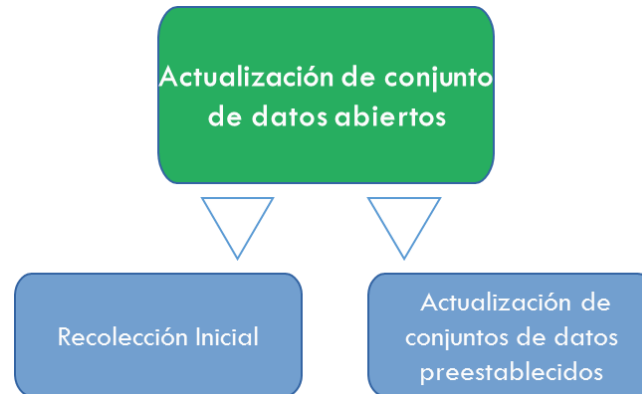 Actualización de conjunto
de datos abiertos
Recolección Inicial
Actualización de
conjuntos de datos
preestablecidos